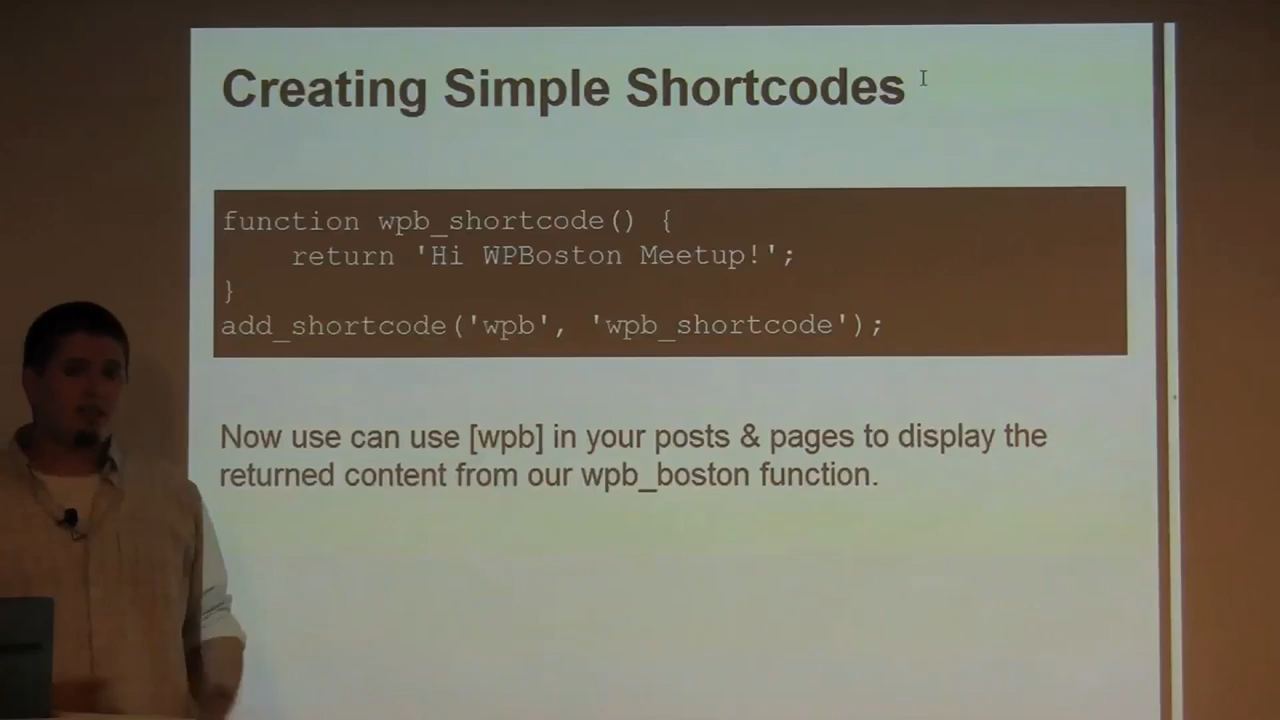 Creating Simple Shortcodes
function wpb_shortcode() {
    return 'Hi WPBoston Meetup!';
}
add_shortcode('wpb', 'wpb_shortcode');
Now use can use [wpb] in your posts & pages to display the
returned content from our wpb_boston function.